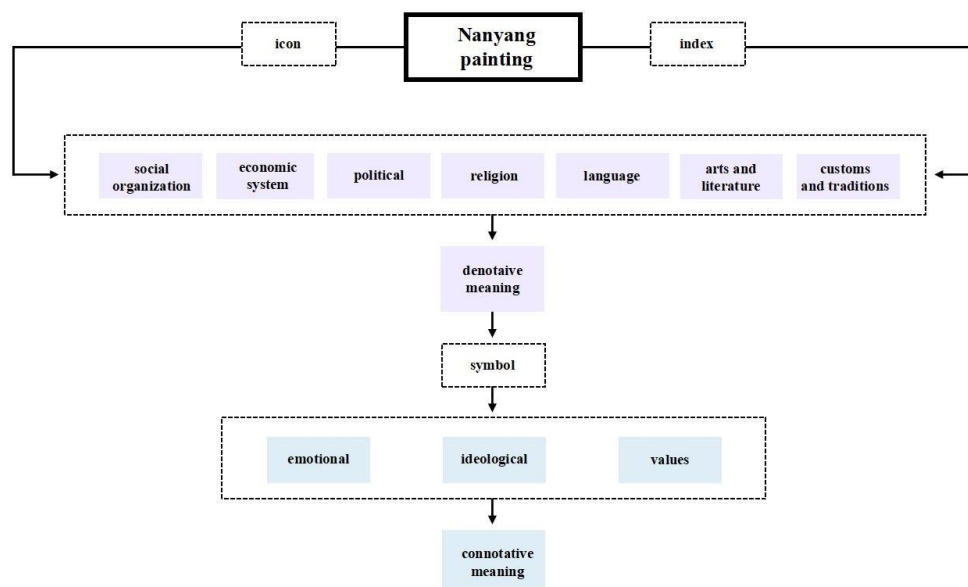 icon
Nanyang
painting
index
social
organization
economic
system
political
religion
language
arts and
literature
customs
and traditions
denotaive
meaning
symbol
emotional
ideological
values
connotative
meaning